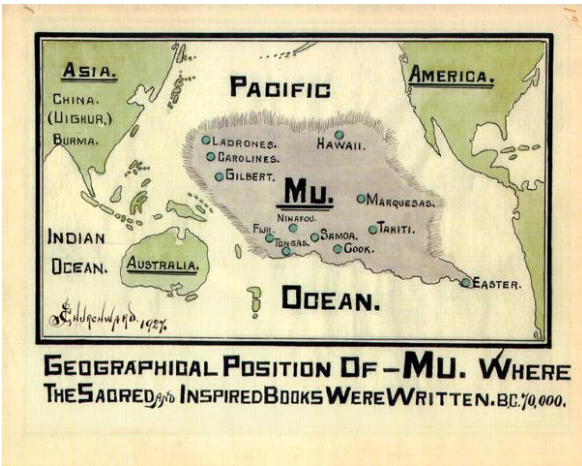 ASIA.
CHINA.
(UIGHUR,)
BURMA.
PACIFIC
AMERICA.
LADRONES.
HAWAII.
CAROLINES.
GILBERT.
MU.
MARQUESAS.
NINAFOU.
FIJI.
TONGAS.
SAMOA.
TAHITI.
COOK.
INDIAN
OCEAN.
AUSTRALIA.
EASTER.
OCEAN.
J CHURCHWARD. 1927.
GEOGRAPHICAL POSITION OF - MU. WHERE
THE SACRED AND INSPIRED BOOKS WERE WRITTEN. B.C. 70,000.